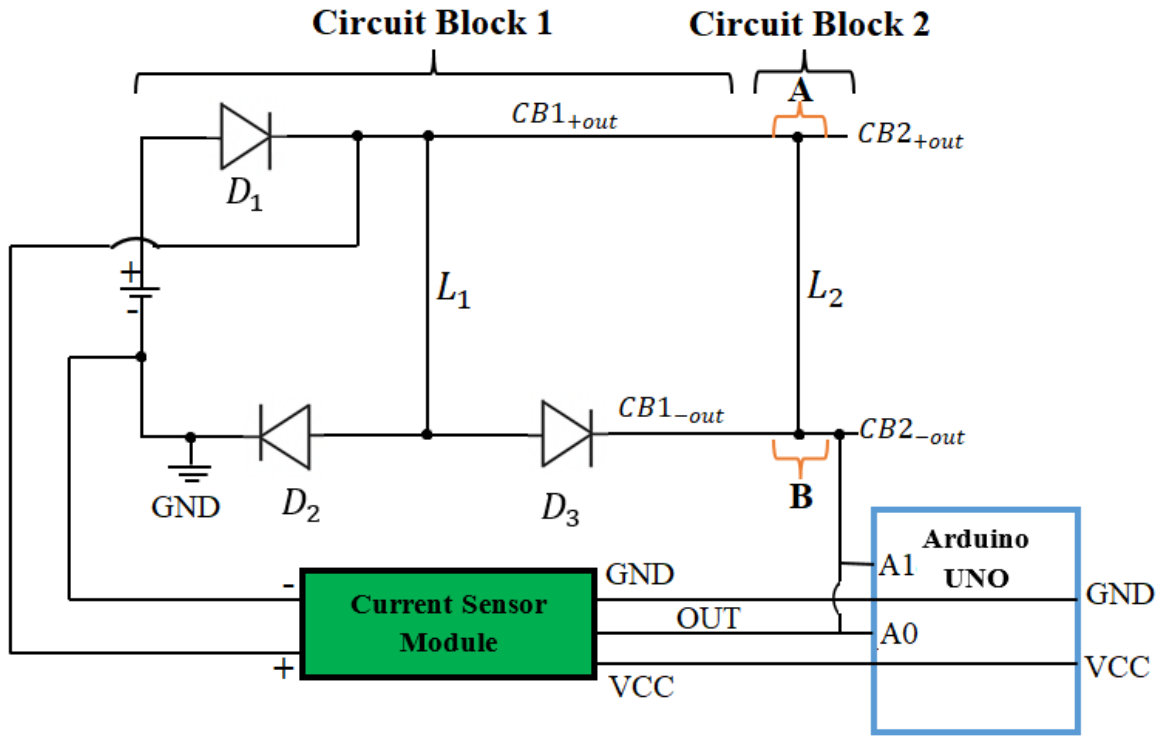 Circuit Block 1
Circuit Block 2
A
CB1+out
CB2+out
D1
+
-
L1
L2
CB1-out
CB2-out
GND
D2
D3
B
Arduino
UNO
A1
GND
-
Current Sensor
Module
GND
OUT
A0
+
VCC
VCC